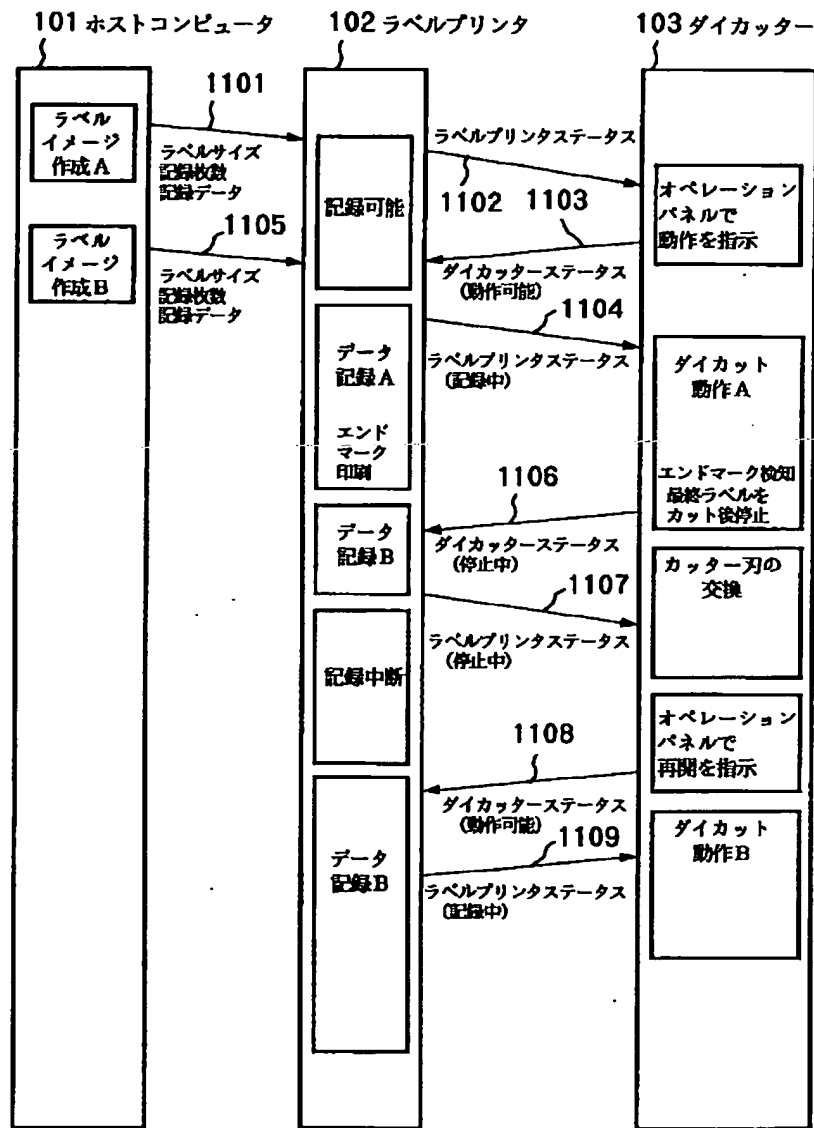 101 ホストコンピュータ
102 ラベルプリンタ
103 ダイカッター
ラベル
イメージ
作成A
1101
ラベルサイズ
記録枚数
記録データ
ラベル
イメージ
作成B
1105
ラベルサイズ
記録枚数
記録データ
記録可能
ラベルプリンタステータス
1102
オペレーション
パネルで
動作を指示
1103
ダイカッターステータス
(動作可能)
データ
記録A
エンド
マーク
印刷
1104
ラベルプリンタステータス
(記録中)
ダイカット
動作A
エンドマーク検知
最終ラベルを
カット後停止
1106
ダイカッターステータス
(停止中)
データ
記録B
1107
ラベルプリンタステータス
(停止中)
カッター刃の
交換
記録中断
オペレーション
パネルで
再開を指示
1108
ダイカッターステータス
(動作可能)
データ
記録B
1109
ラベルプリンタステータス
(記録中)
ダイカット
動作B